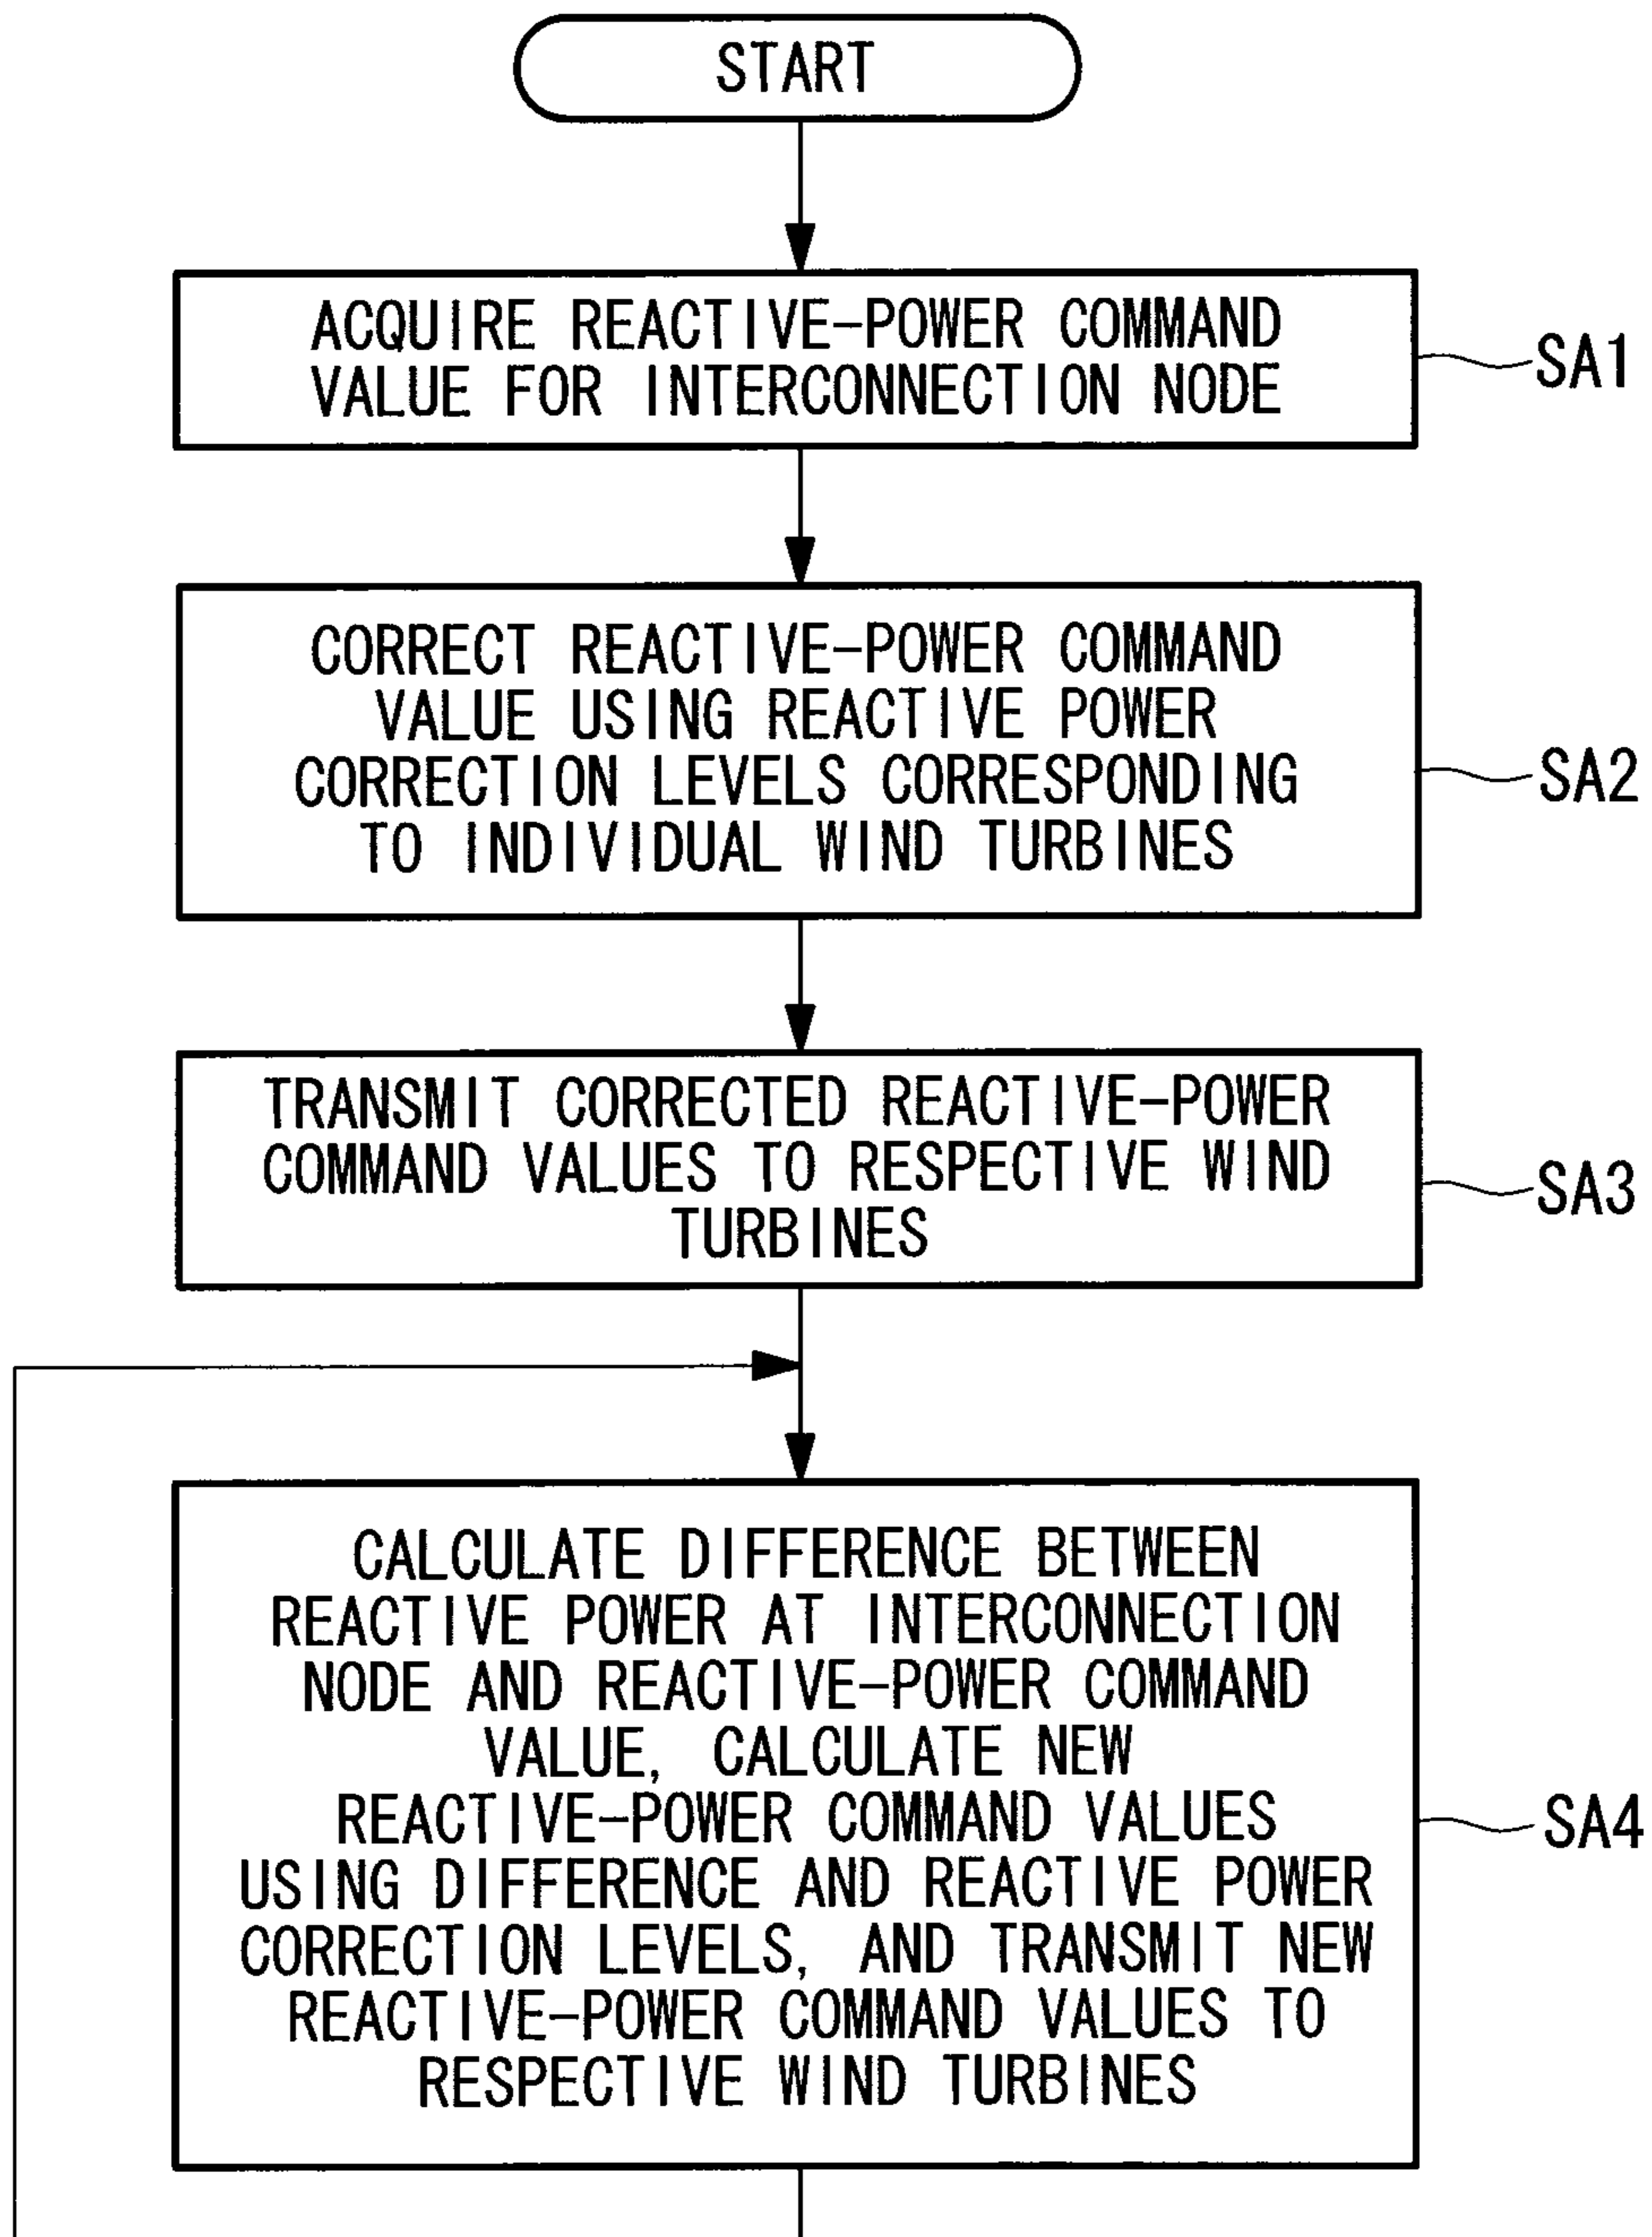 START
ACQUIRE REACTIVE-POWER COMMAND
VALUE FOR INTERCONNECTION NODE
SA1
CORRECT REACTIVE-POWER COMMAND
VALUE USING REACTIVE POWER
CORRECTION LEVELS CORRESPONDING
TO INDIVIDUAL WIND TURBINES
SA2
TRANSMIT CORRECTED REACTIVE-POWER
COMMAND VALUES TO RESPECTIVE WIND
TURBINES
SA3
CALCULATE DIFFERENCE BETWEEN
REACTIVE POWER AT INTERCONNECTION
NODE AND REACTIVE-POWER COMMAND
VALUE, CALCULATE NEW
REACTIVE-POWER COMMAND VALUES
USING DIFFERENCE AND REACTIVE POWER
CORRECTION LEVELS, AND TRANSMIT NEW
REACTIVE-POWER COMMAND VALUES TO
RESPECTIVE WIND TURBINES
SA4